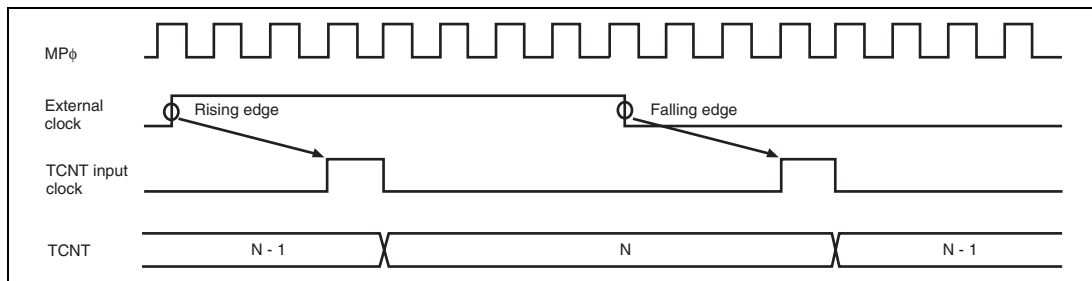 MPφ
External
clock
Rising edge
Falling edge
TCNT input
clock
TCNT
N - 1
N
N - 1